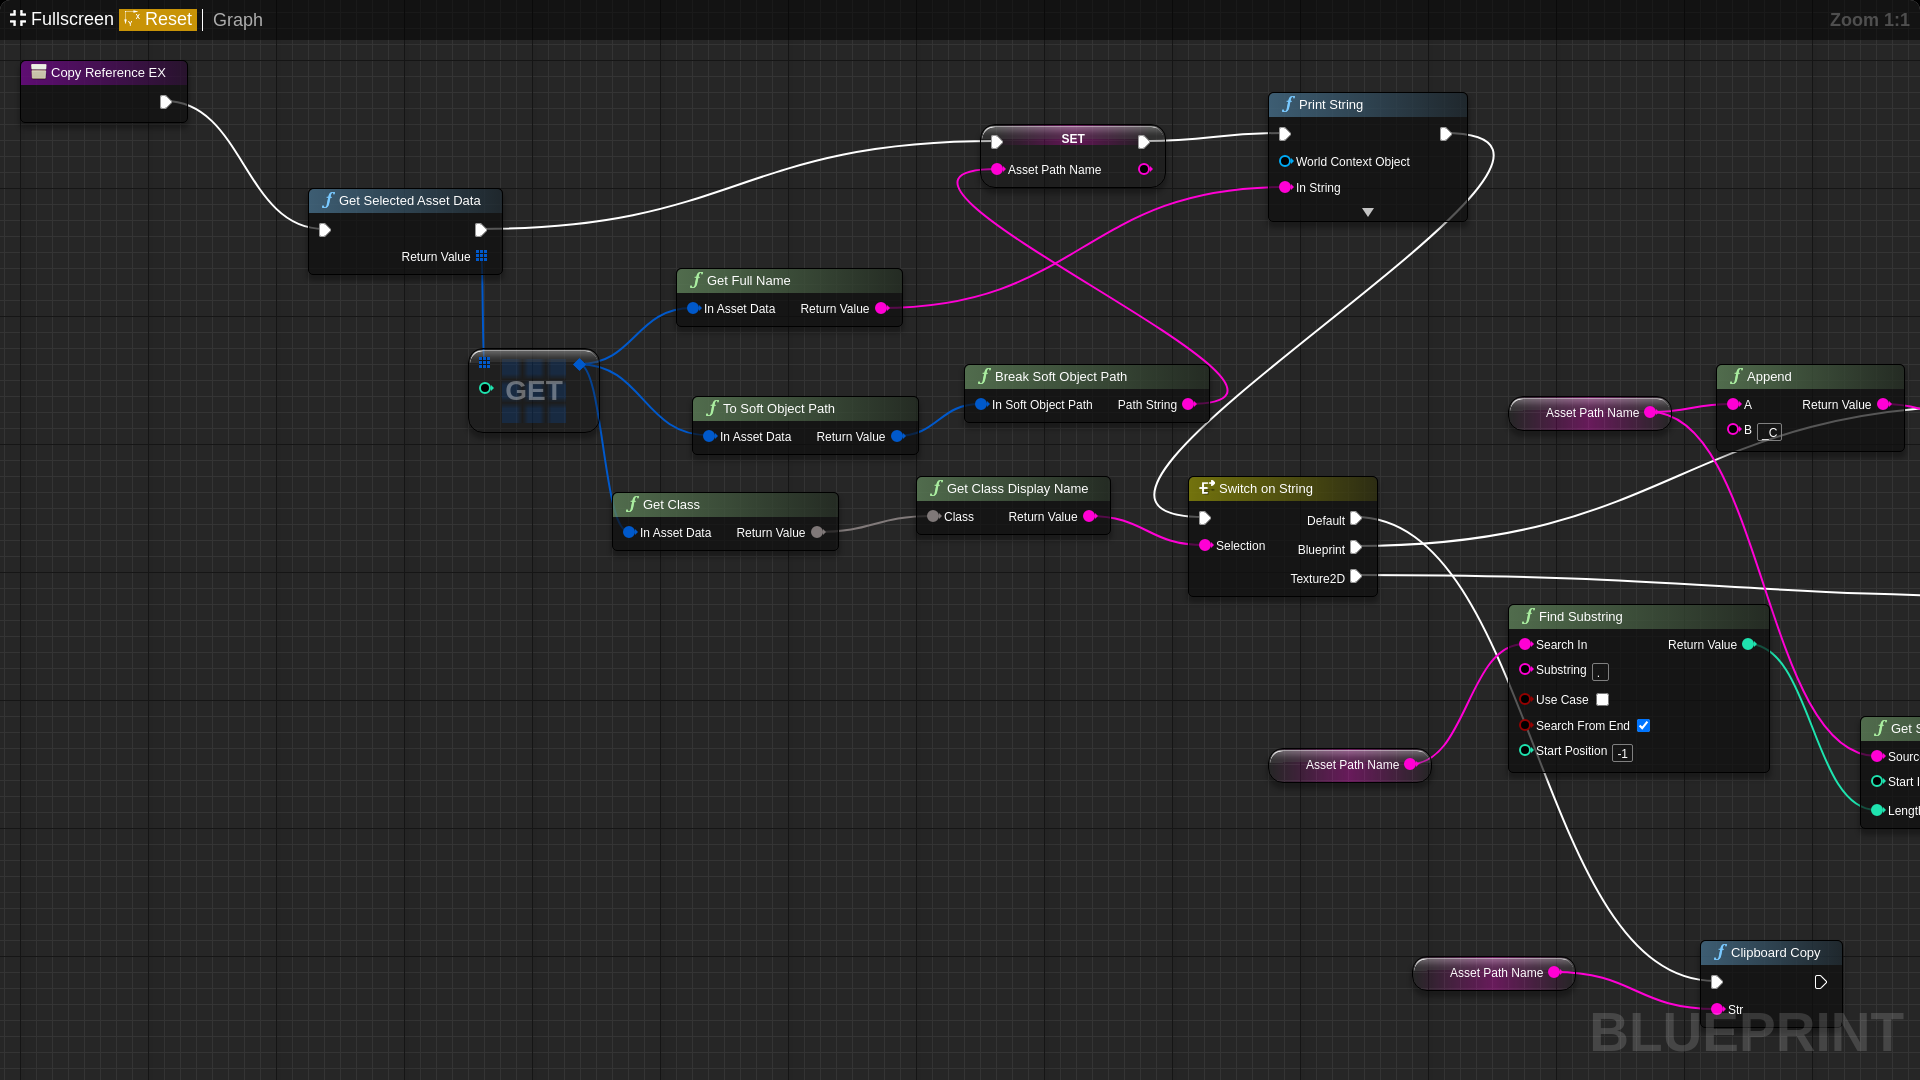 Fullscreen Reset Graph
Zoom 1:1
Copy Reference EX
Get Selected Asset Data
Return Value
SET
Asset Path Name
Print String
World Context Object
In String
Get Full Name
In Asset Data Return Value
GET
To Soft Object Path
In Asset Data Return Value
Break Soft Object Path
In Soft Object Path Path String
Get Class
In Asset Data Return Value
Get Class Display Name
Class Return Value
Switch on String
Default
Selection Blueprint
Texture2D
Asset Path Name
Append
A Return Value
B _C
Find Substring
Search In Return Value
Substring .
Use Case
Search From End
Start Position -1
Asset Path Name
Get S
Sourc
Start I
Length
Asset Path Name
Clipboard Copy
Str
BLUEPRINT